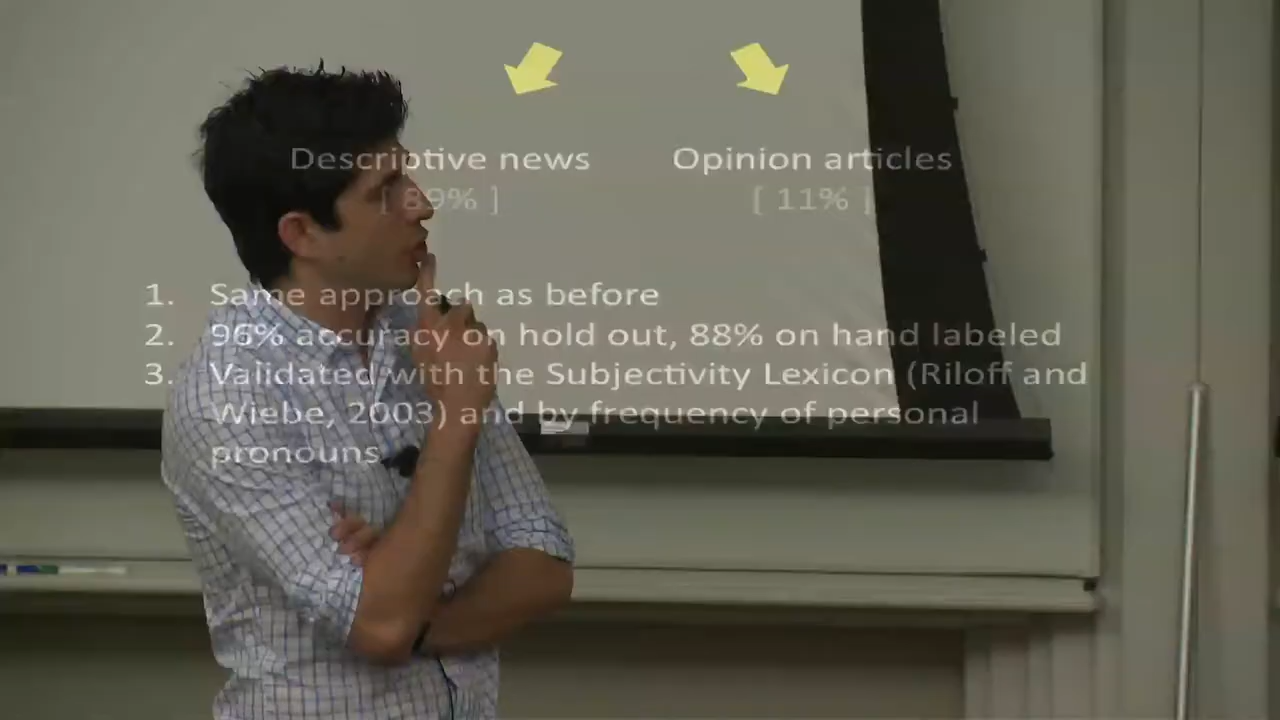 Descriptive news Opinion articles
[ 89% ] [ 11% ]
1. Same approach as before
2. 96% accuracy on hold out, 88% on hand labeled
3. Validated with the Subjectivity Lexicon (Riloff and
Wiebe, 2003) and by frequency of personal
pronouns